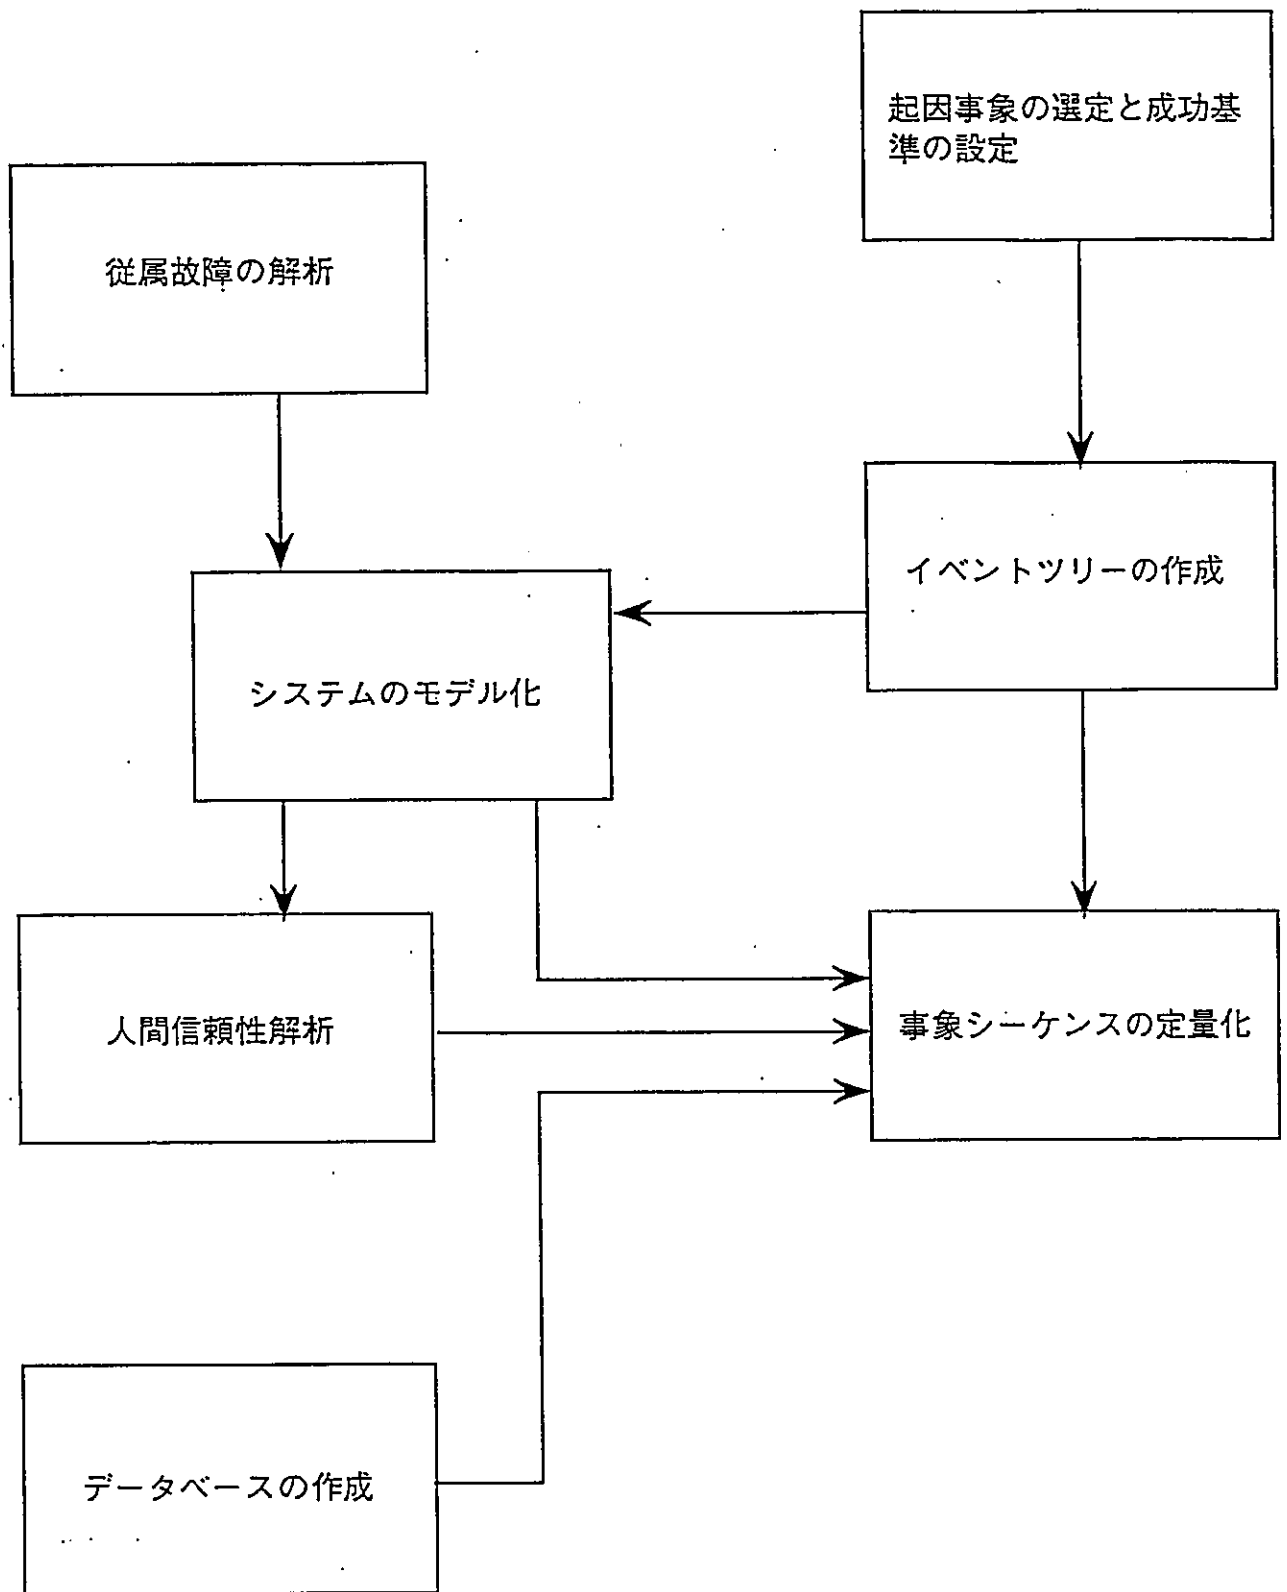 起因事象の選定と成功基
準の設定
従属故障の解析
イベントツリーの作成
システムのモデル化
人間信頼性解析
事象シーケンスの定量化
データベースの作成